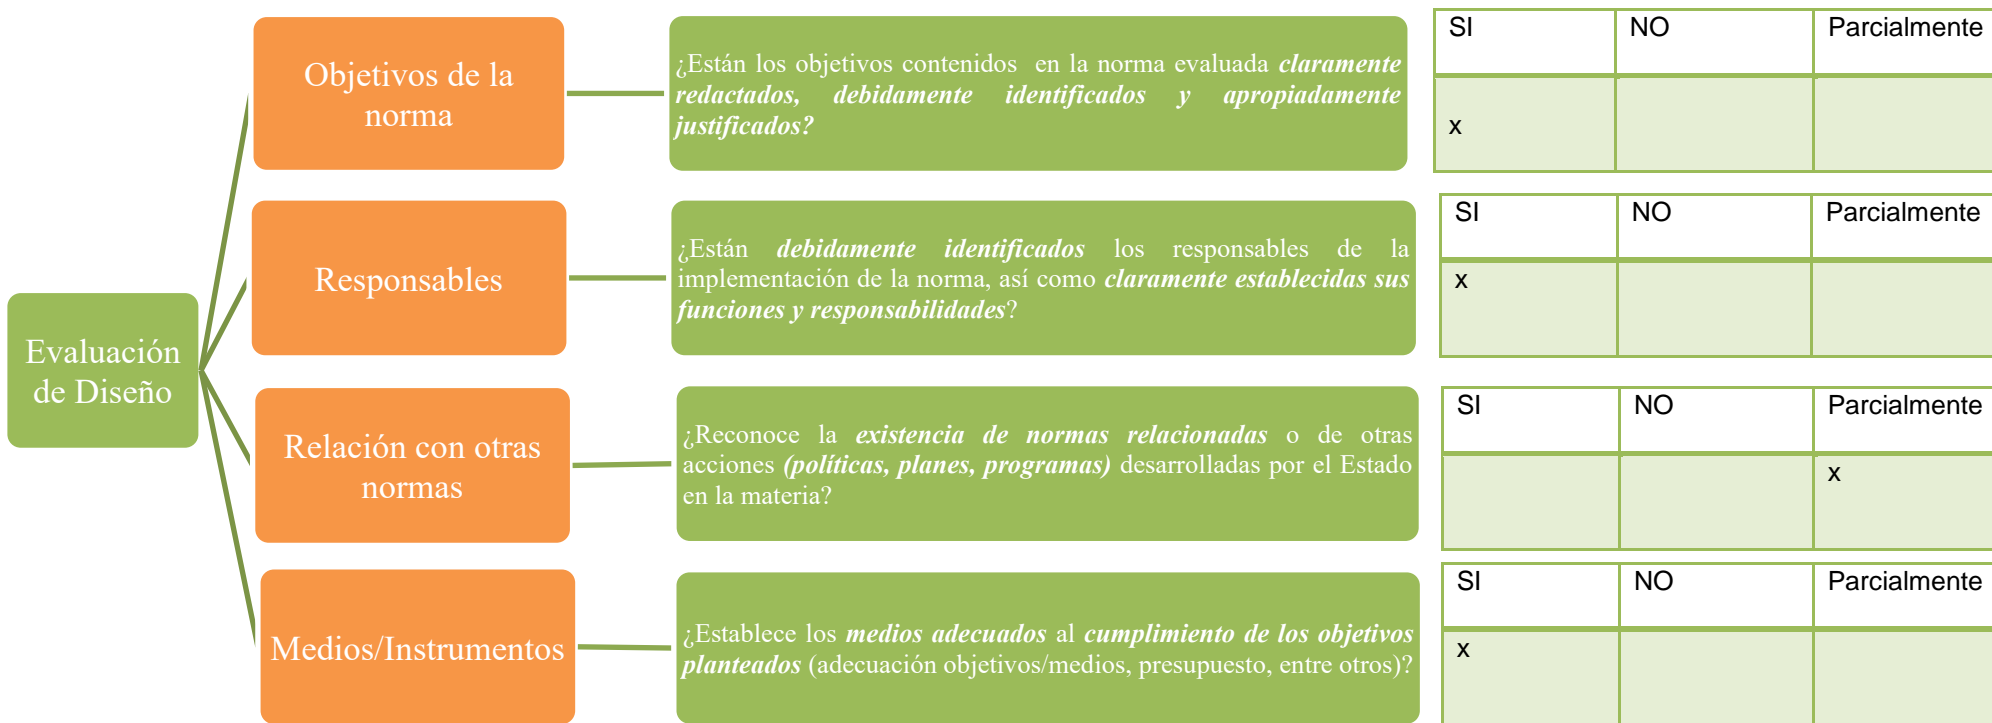 Evaluación
de Diseño
Objetivos de la
norma
¿Están los objetivos contenidos en la norma evaluada claramente
redactados, debidamente identificados y apropiadamente
justificados?
SI NO Parcialmente
x
Responsables
¿Están debidamente identificados los responsables de la
implementación de la norma, así como claramente establecidas sus
funciones y responsabilidades?
SI NO Parcialmente
x
Relación con otras
normas
¿Reconoce la existencia de normas relacionadas o de otras
acciones (políticas, planes, programas) desarrolladas por el Estado
en la materia?
SI NO Parcialmente
x
Medios/Instrumentos
¿Establece los medios adecuados al cumplimiento de los objetivos
planteados (adecuación objetivos/medios, presupuesto, entre otros)?
SI NO Parcialmente
x